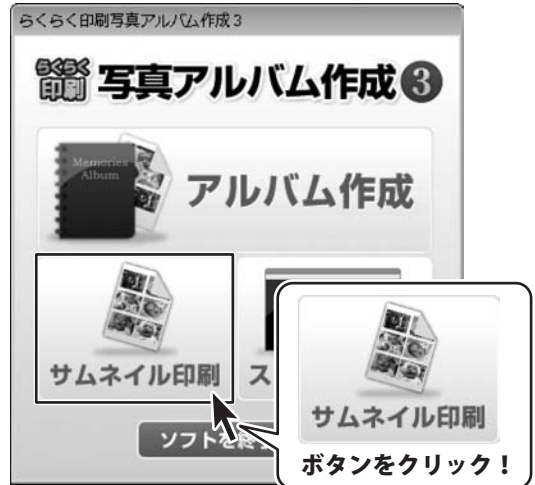 らくらく印刷写真アルバム作成3
らくらく
印刷 写真アルバム作成 3
Memories
Album
アルバム作成
サムネイル印刷
ス
サムネイル印刷
ソフトを終
ボタンをクリック！